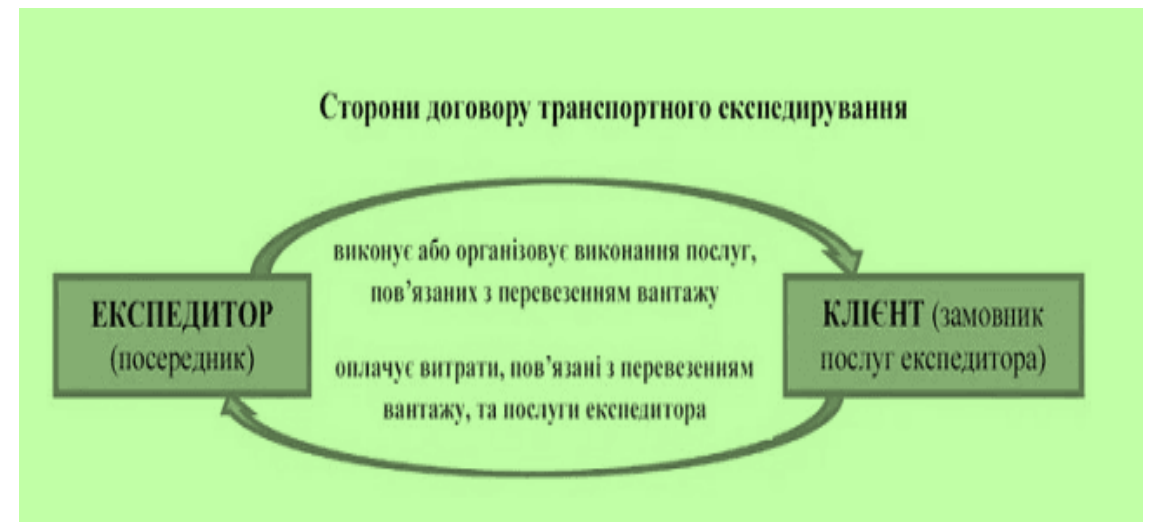 Сторони договору транспортного експедирування
виконує або організовує виконання послуг,
пов’язаних з перевезенням вантажу
ЕКСПЕДИТОР
(посередник)
КЛІЄНТ (замовник
послуг експедитора)
оплачує витрати, пов’язані з перевезенням
вантажу, та послуги експедитора